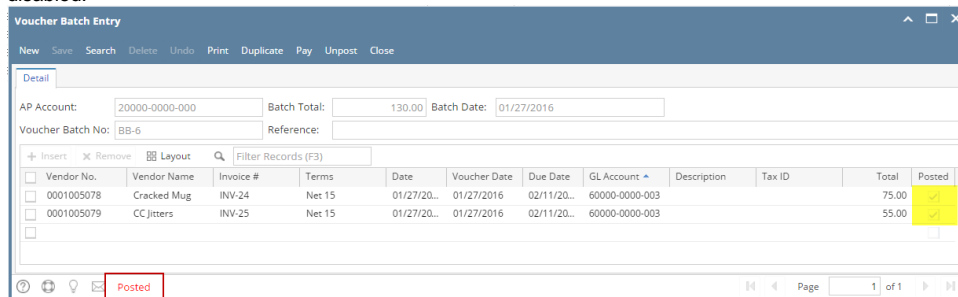 Voucher Batch Entry
New Save Search Delete Undo Print Duplicate Pay Unpost Close
Detail
AP Account: 20000-0000-000 Batch Total: 130.00 Batch Date: 01/27/2016
Voucher Batch No: BB-6 Reference:
+ Insert × Remove Layout Filter Records (F3)
Vendor No. Vendor Name Invoice # Terms Date Voucher Date Due Date GL Account Description Tax ID Total Posted
0001005078 Cracked Mug INV-24 Net 15 01/27/20... 01/27/2016 02/11/20... 60000-0000-003 75.00
0001005079 CC Jitters INV-25 Net 15 01/27/20... 01/27/2016 02/11/20... 60000-0000-003 55.00
Posted Page 1 of 1